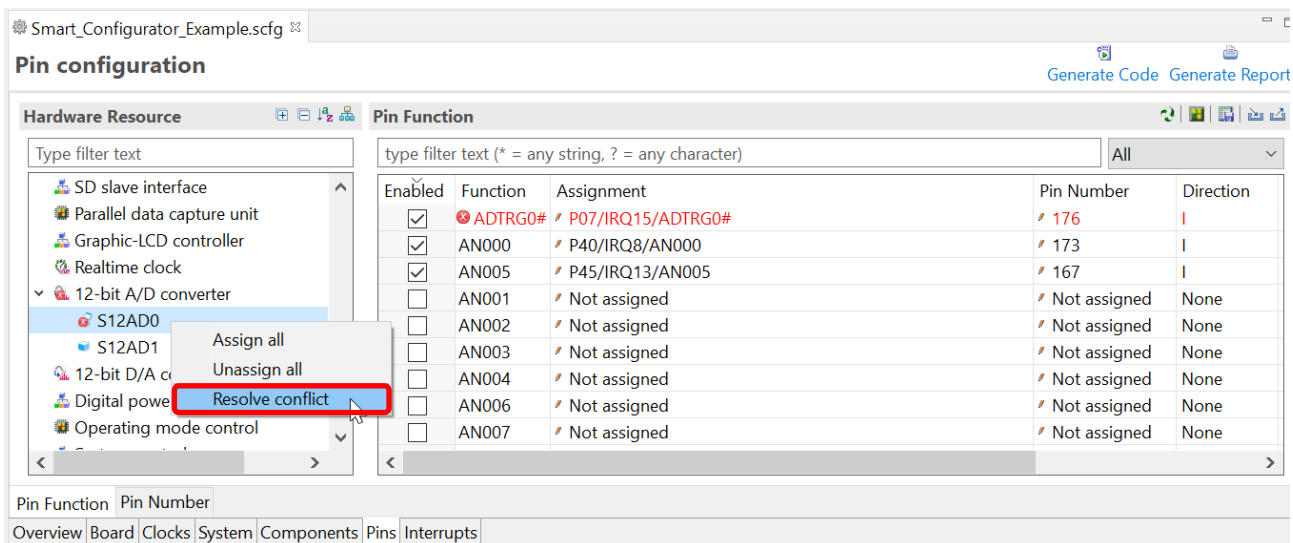 Smart_Configurator_Example.scfg
Pin configuration
Generate Code Generate Report
Hardware Resource
Type filter text
SD slave interface
Parallel data capture unit
Graphic-LCD controller
Realtime clock
12-bit A/D converter
S12AD0
S12AD1
12-bit D/A co
Digital powe
Operating mode control
Assign all
Unassign all
Resolve conflict
Pin Function
type filter text (* = any string, ? = any character) All
Enabled Function Assignment Pin Number Direction
ADTRG0# P07/IRQ15/ADTRG0# 176 I
AN000 P40/IRQ8/AN000 173 I
AN005 P45/IRQ13/AN005 167 I
AN001 Not assigned Not assigned None
AN002 Not assigned Not assigned None
AN003 Not assigned Not assigned None
AN004 Not assigned Not assigned None
AN006 Not assigned Not assigned None
AN007 Not assigned Not assigned None
Pin Function Pin Number
Overview Board Clocks System Components Pins Interrupts